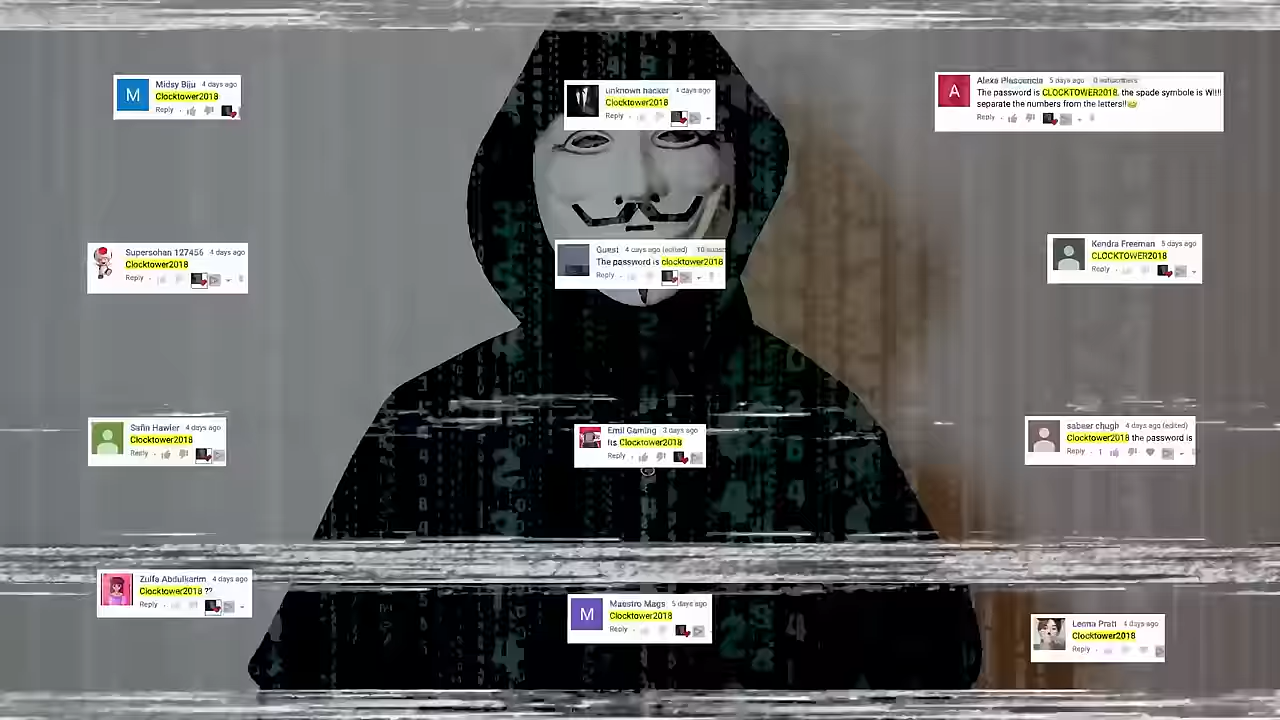 Midsy Biju 4 days ago
Clocktower2018
Reply
unknown hacker 4 days ago
Clocktower2018
Reply
Alexa Plascencia 5 days ago 0 subscribers
The password is CLOCKTOWER2018. the spade symbole is W!!!!
separate the numbers from the letters!!
Reply
Supersohan 127456 4 days ago
Clocktower2018
Reply
Guest 4 days ago (edited)
The password is clocktower2018
Reply
Kendra Freeman 5 days ago
CLOCKTOWER2018
Reply
Safin Hawler 4 days ago
Clocktower2018
Reply
Emil Gaming 3 days ago
Its Clocktower2018
Reply
sabeer chugh 4 days ago (edited)
Clocktower2018 the password is
Reply 1
Zulfa Abdulkarim 4 days ago
Clocktower2018 ??
Reply
Maestro Mags 5 days ago
Clocktower2018
Reply
Leona Pratt 4 days ago
Clocktower2018
Reply